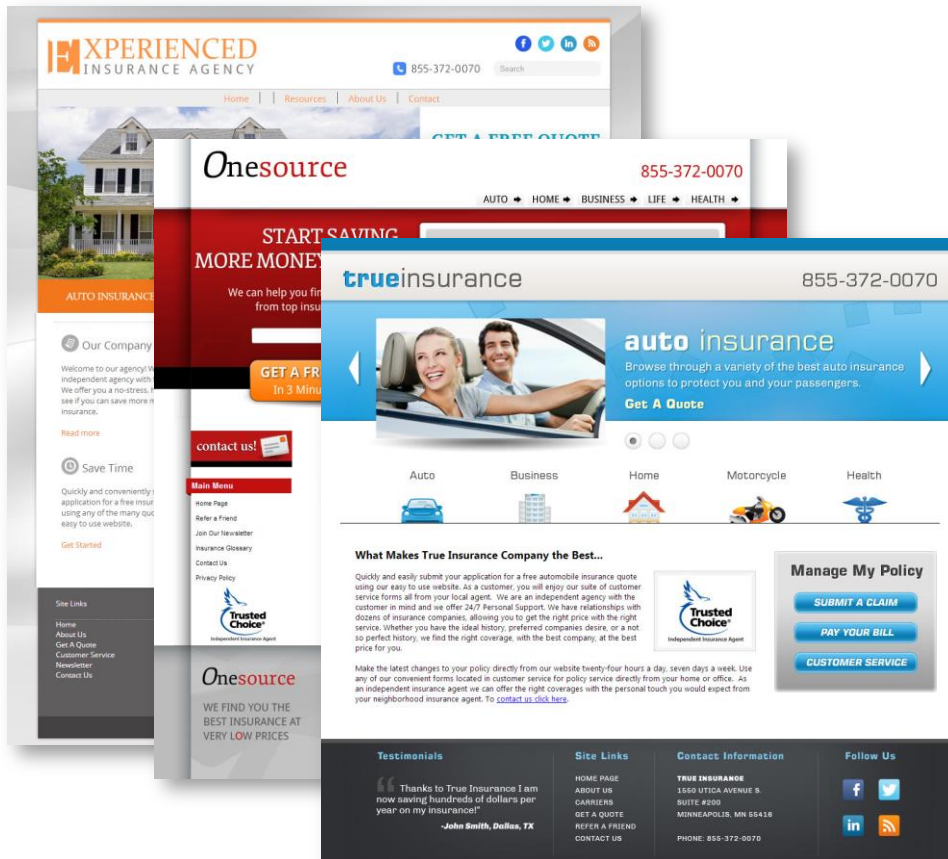 EXPERIENCED
INSURANCE AGENCY
855-372-0070
Search
Home | | Resources | About Us | Contact
GET A FREE QUOTE
AUTO INSURANCE
Our Company
Welcome to our agency!
independent agency with
We offer you a no-stress,
see if you can save more
insurance.
Read more
Save Time
Quickly and conveniently
application for a free
using any of the many
easy to use website.
Get Started
Site Links
Home
About Us
Get A Quote
Customer Service
Newsletter
Contact Us
Onesource
855-372-0070
AUTO HOME BUSINESS LIFE HEALTH
START SAVING
MORE MONEY
We can help you
from top
GET A
In 3
contact us!
Main Menu
Home Page
Refer a Friend
Join Our Newsletter
Insurance Glossary
Contact Us
Privacy Policy
Trusted
Choice®
Independent Insurance Agent
Onesource
WE FIND YOU THE
BEST INSURANCE AT
VERY LOW PRICES
trueinsurance
855-372-0070
auto insurance
Browse through a variety of the best auto insurance
options to protect you and your passengers.
Get A Quote
Auto Business Home Motorcycle Health
What Makes True Insurance Company the Best...
Quickly and easily submit your application for a free automobile insurance quote
using our easy to use website. As a customer, you will enjoy our suite of customer
service forms all from your local agent. We are an independent agency with the
customer in mind and we offer 24/7 Personal Support. We have relationships with
dozens of insurance companies, allowing you to get the right price with the right
service. Whether you have the ideal history, preferred companies desire, or a not
so perfect history, we find the right coverage, with the best company, at the best
price for you.
Make the latest changes to your policy directly from our website twenty-four hours a day, seven days a week. Use
any of our convenient forms located in customer service for policy service directly from your home or office. As
an independent insurance agent we can offer the right coverages with the personal touch you would expect from
your neighborhood insurance agent. To contact us click here.
Trusted
Choice®
Independent Insurance Agent
Manage My Policy
SUBMIT A CLAIM
PAY YOUR BILL
CUSTOMER SERVICE
Testimonials
Thanks to True Insurance I am
now saving hundreds of dollars per
year on my insurance!"
-John Smith, Dallas, TX
Site Links
HOME PAGE
ABOUT US
CARRIERS
GET A QUOTE
REFER A FRIEND
CONTACT US
Contact Information
TRUE INSURANCE
1550 UTICA AVENUE S.
SUITE #200
MINNEAPOLIS, MN 55416
PHONE: 855-372-0070
Follow Us